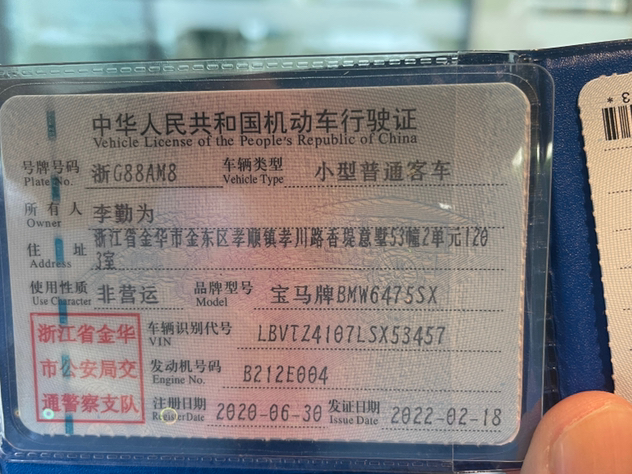 中华人民共和国机动车行驶证
Vehicle License of the People's Republic of China
号牌号码 浙G88AM8 车辆类型 小型普通客车
Plate No. Vehicle Type
所有人 李勤为
Owner
住址 浙江省金华市金东区孝顺镇孝川路香堤意墅53幢2单元120
Address 3室
使用性质 非营运 品牌型号 宝马牌BMW6475SX
Use Character Model
浙江省金华 车辆识别代号 LBVTZ4107LSX53457
VIN
市公安局交 发动机号码 B212E004
Engine No.
通警察支队 注册日期 2020-06-30 发证日期 2022-02-18
Register Date Issue Date